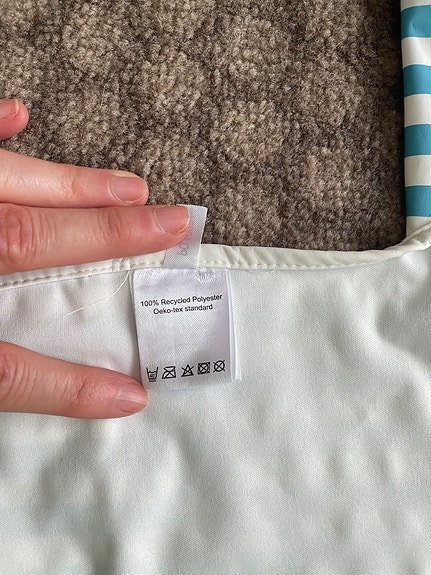 100% Recycled Polyester
Oeko-tex standard